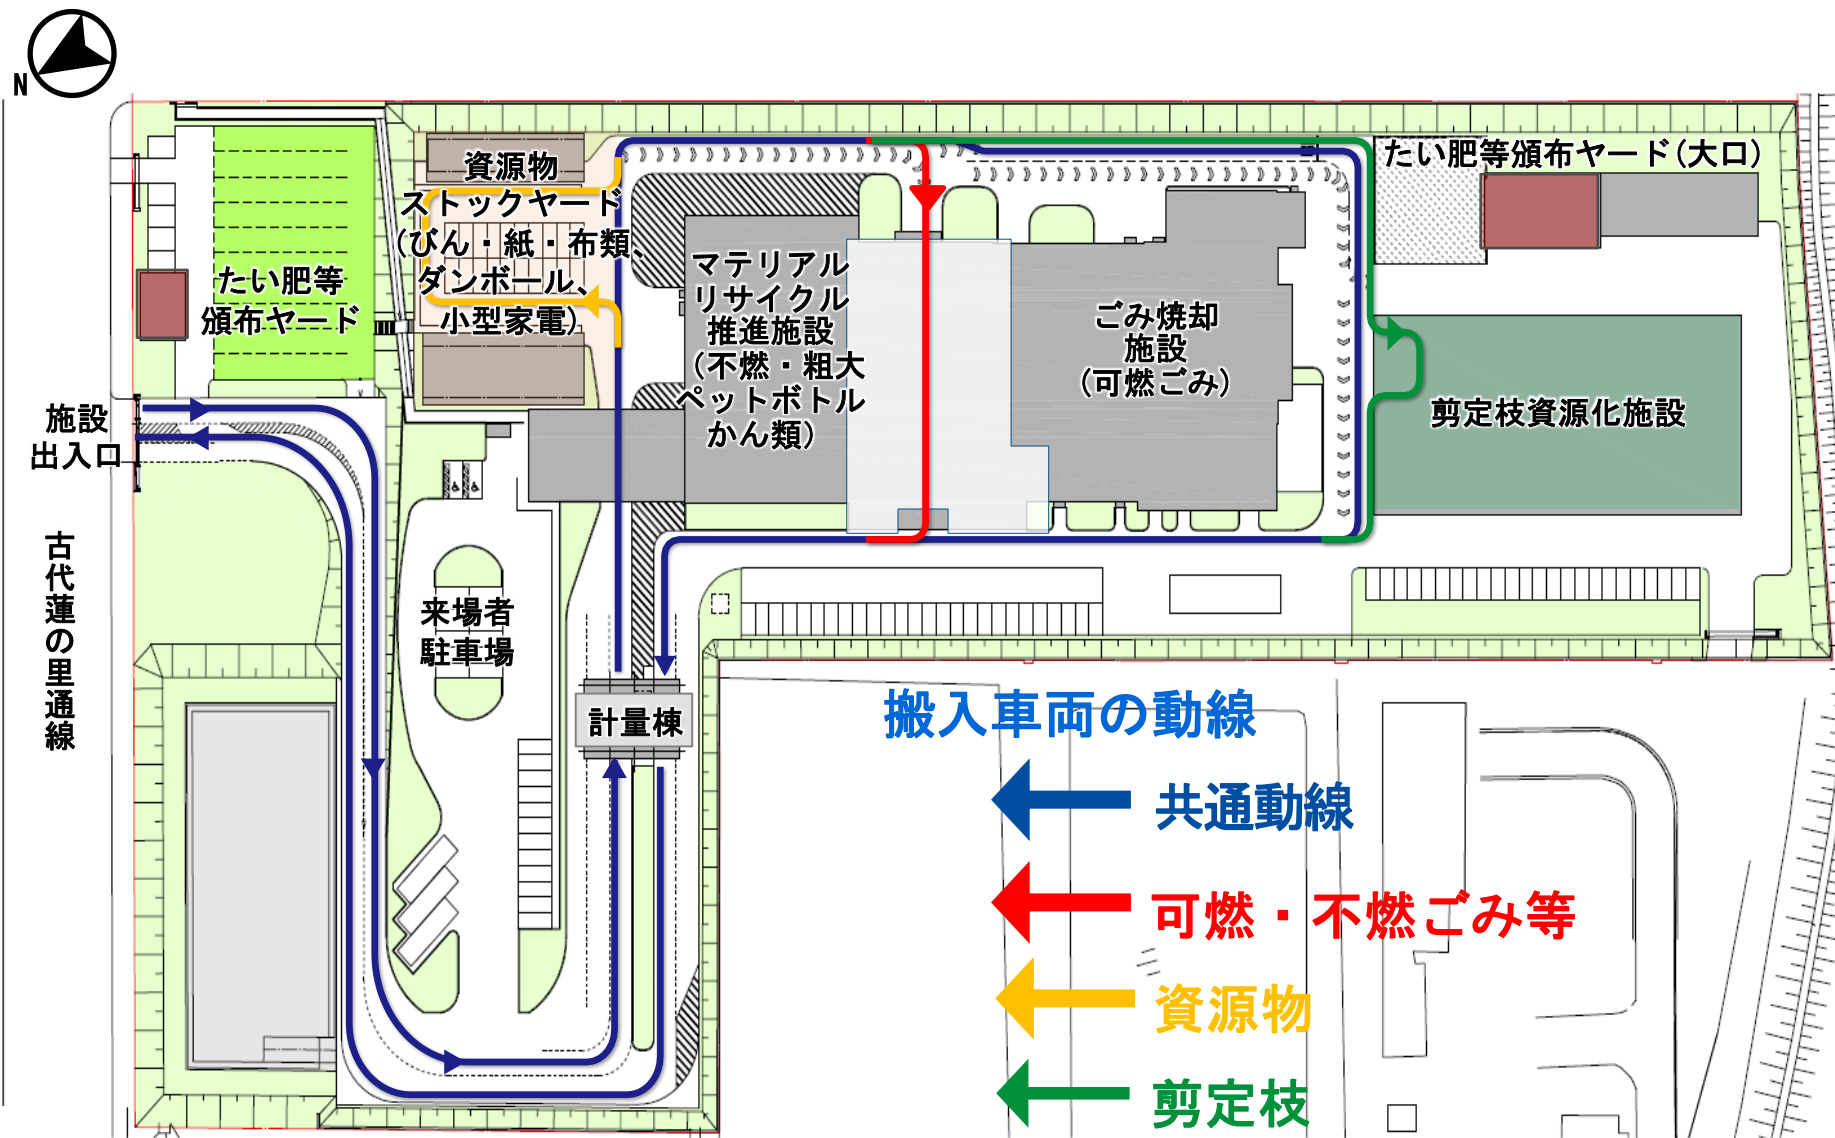 N
資源物
ストックヤード
(びん・紙・布類、
ダンボール、
小型家電)
たい肥等
頒布ヤード
たい肥等頒布ヤード(大口)
マテリアル
リサイクル
推進施設
(不燃・粗大
ペットボトル
かん類)
ごみ焼却
施設
(可燃ごみ)
剪定枝資源化施設
施設
出入口
古代蓮の里通線
来場者
駐車場
計量棟
搬入車両の動線
共通動線
可燃・不燃ごみ等
資源物
剪定枝